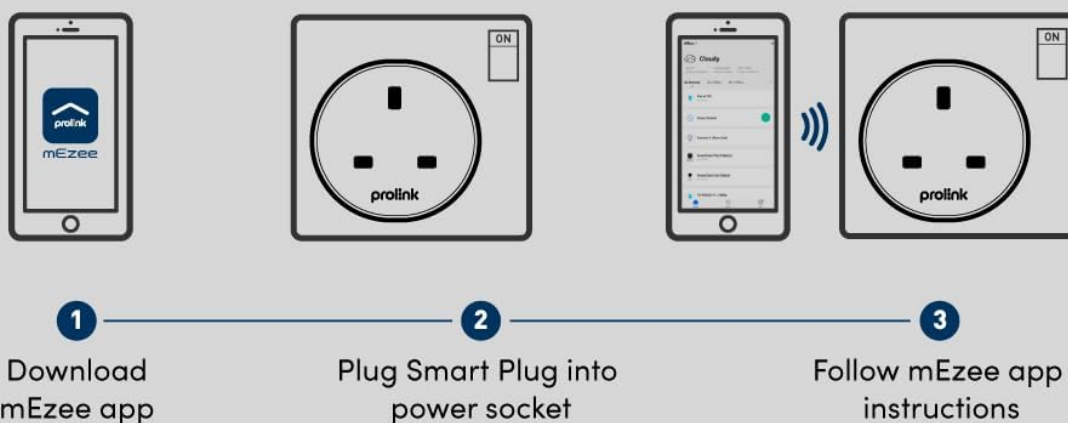 prolink
mEzee
ON
prolink
Cloudy
ON
prolink
1
2
3
Download
mEzee app
Plug Smart Plug into
power socket
Follow mEzee app
instructions